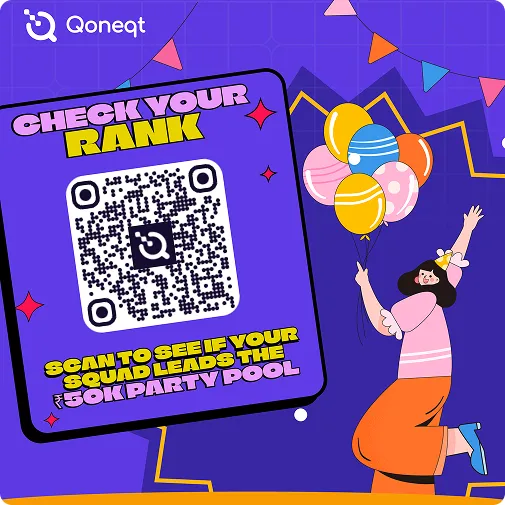 Qoneqt
CHECK YOUR
RANK
SCAN TO SEE IF YOUR
SQUAD LEADS THE
₹50K PARTY POOL